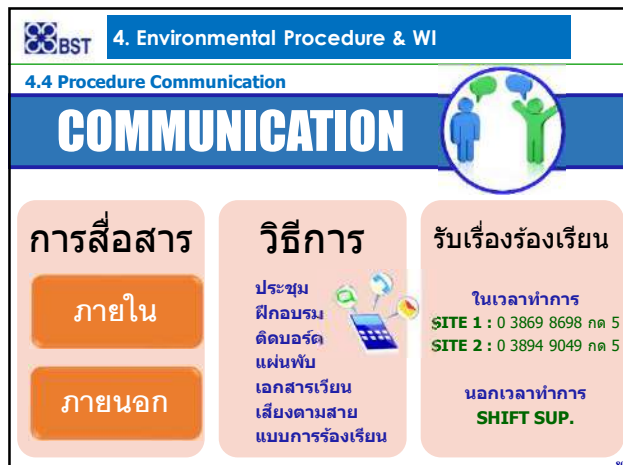 BST
4. Environmental Procedure & WI
4.4 Procedure Communication
COMMUNICATION
การสื่อสาร
ภายใน
ภายนอก
วิธีการ
ประชุม
ฝึกอบรม
ติดบอร์ด
แผ่นพับ
เอกสารเวียน
เสียงตามสาย
แบบการร้องเรียน
รับเรื่องร้องเรียน
ในเวลาทำการ
SITE 1 : 0 3869 8698 กด 5
SITE 2 : 0 3894 9049 กด 5
นอกเวลาทำการ
SHIFT SUP.